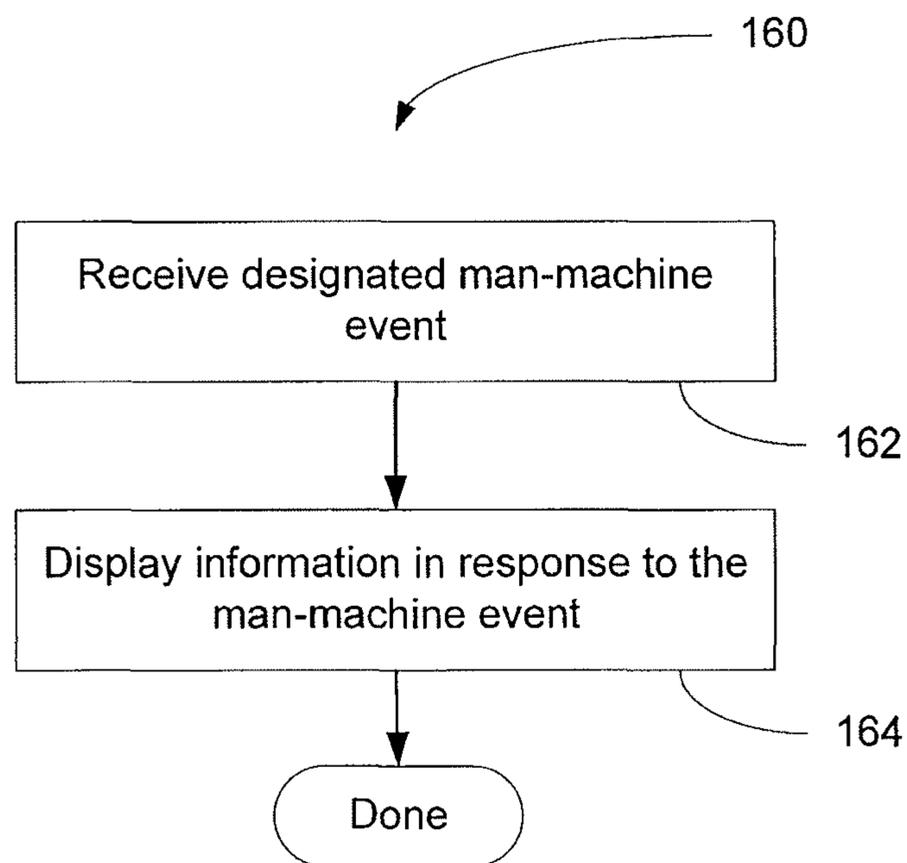 160
Receive designated man-machine
event
162
Display information in response to the
man-machine event
164
Done